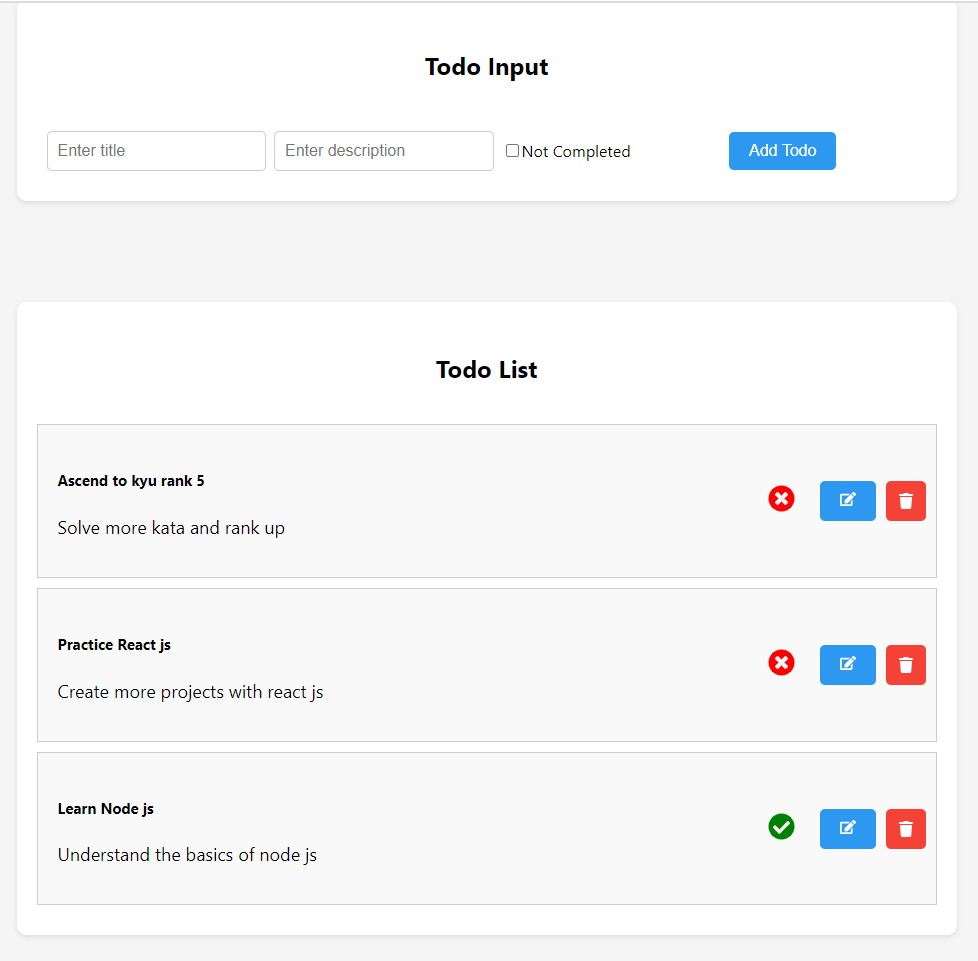 Todo Input
Enter title Enter description Not Completed Add Todo
Todo List
Ascend to kyu rank 5
Solve more kata and rank up
Practice React js
Create more projects with react js
Learn Node js
Understand the basics of node js